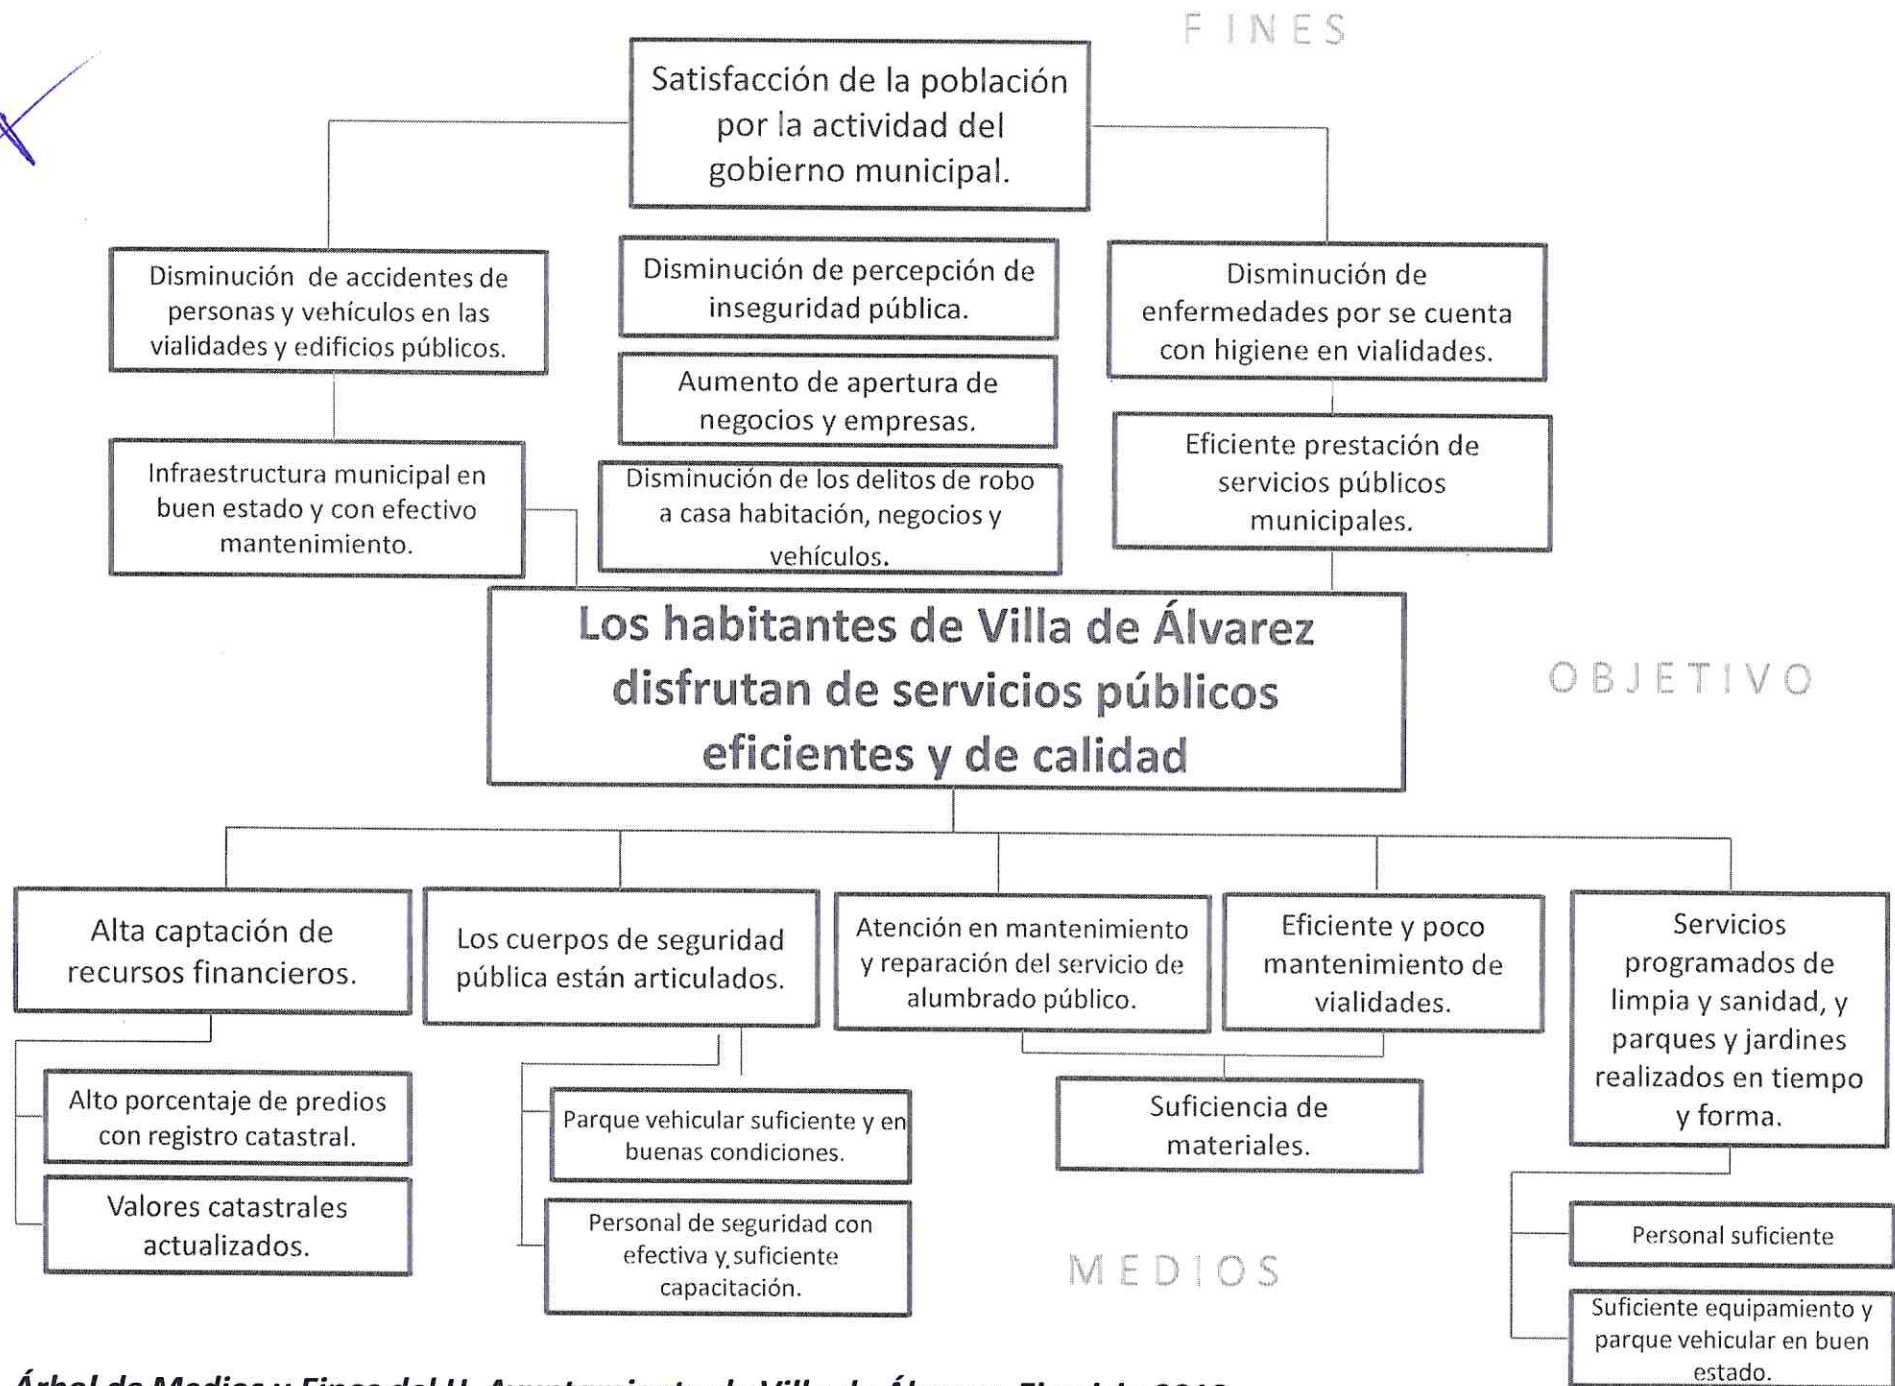 FINES
Satisfacción de la población
por la actividad del
gobierno municipal.
Disminución de accidentes de
personas y vehículos en las
vialidades y edificios públicos.
Disminución de percepción de
inseguridad pública.
Disminución de
enfermedades por se cuenta
con higiene en vialidades.
Aumento de apertura de
negocios y empresas.
Infraestructura municipal en
buen estado y con efectivo
mantenimiento.
Disminución de los delitos de robo
a casa habitación, negocios y
vehículos.
Eficiente prestación de
servicios públicos
municipales.
Los habitantes de Villa de Álvarez
disfrutan de servicios públicos
eficientes y de calidad
OBJETIVO
Alta captación de
recursos financieros.
Los cuerpos de seguridad
pública están articulados.
Atención en mantenimiento
y reparación del servicio de
alumbrado público.
Eficiente y poco
mantenimiento de
vialidades.
Servicios
programados de
limpia y sanidad, y
parques y jardines
realizados en tiempo
y forma.
Alto porcentaje de predios
con registro catastral.
Valores catastrales
actualizados.
Parque vehicular suficiente y en
buenas condiciones.
Personal de seguridad con
efectiva y suficiente
capacitación.
Suficiencia de
materiales.
Personal suficiente
Suficiente equipamiento y
parque vehicular en buen
estado.
MEDIOS